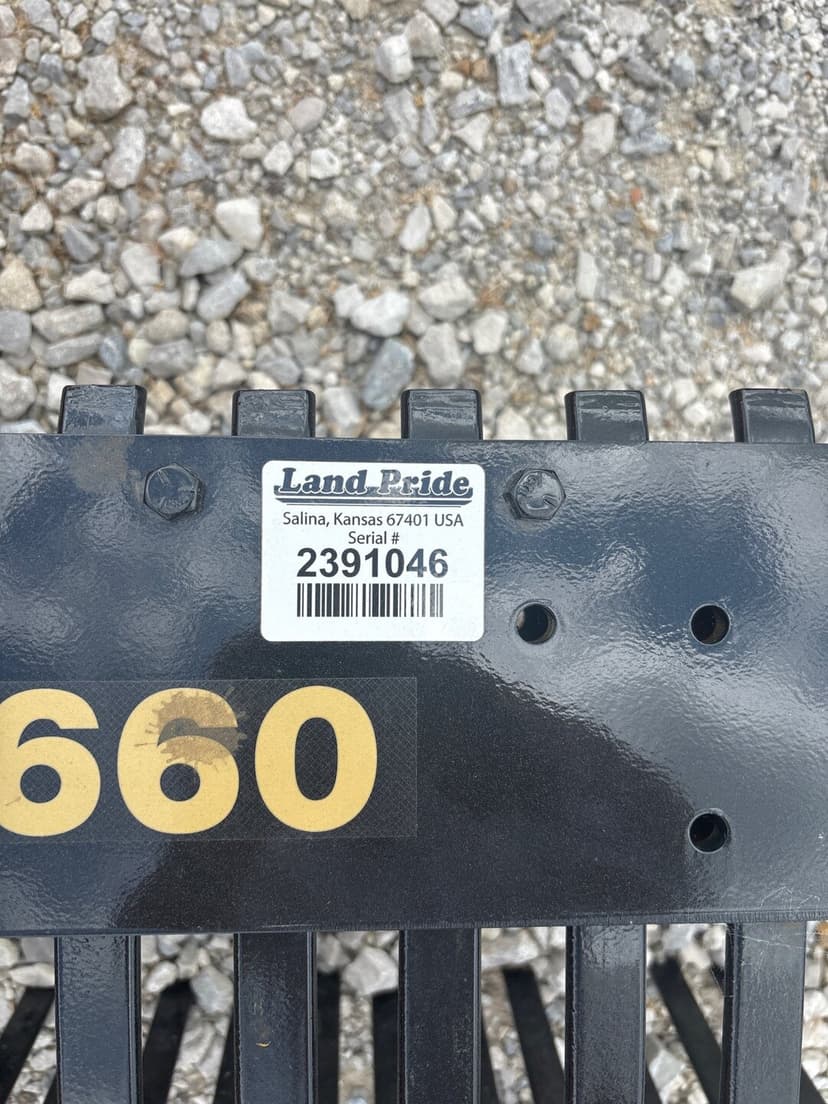 Land Pride
Salina, Kansas 67401 USA
Serial #
2391046
660